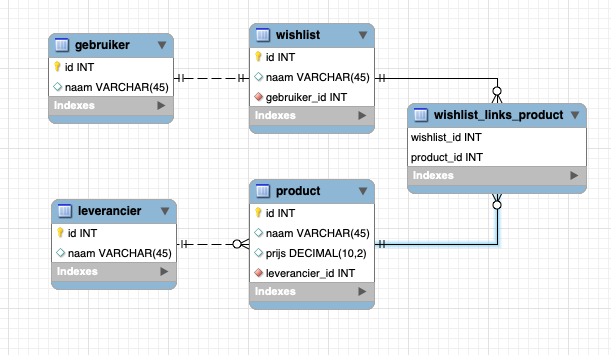 gebruiker
id INT
naam VARCHAR(45)
Indexes
wishlist
id INT
naam VARCHAR(45)
gebruiker_id INT
Indexes
wishlist_links_product
wishlist_id INT
product_id INT
Indexes
leverancier
id INT
naam VARCHAR(45)
Indexes
product
id INT
naam VARCHAR(45)
prijs DECIMAL(10,2)
leverancier_id INT
Indexes